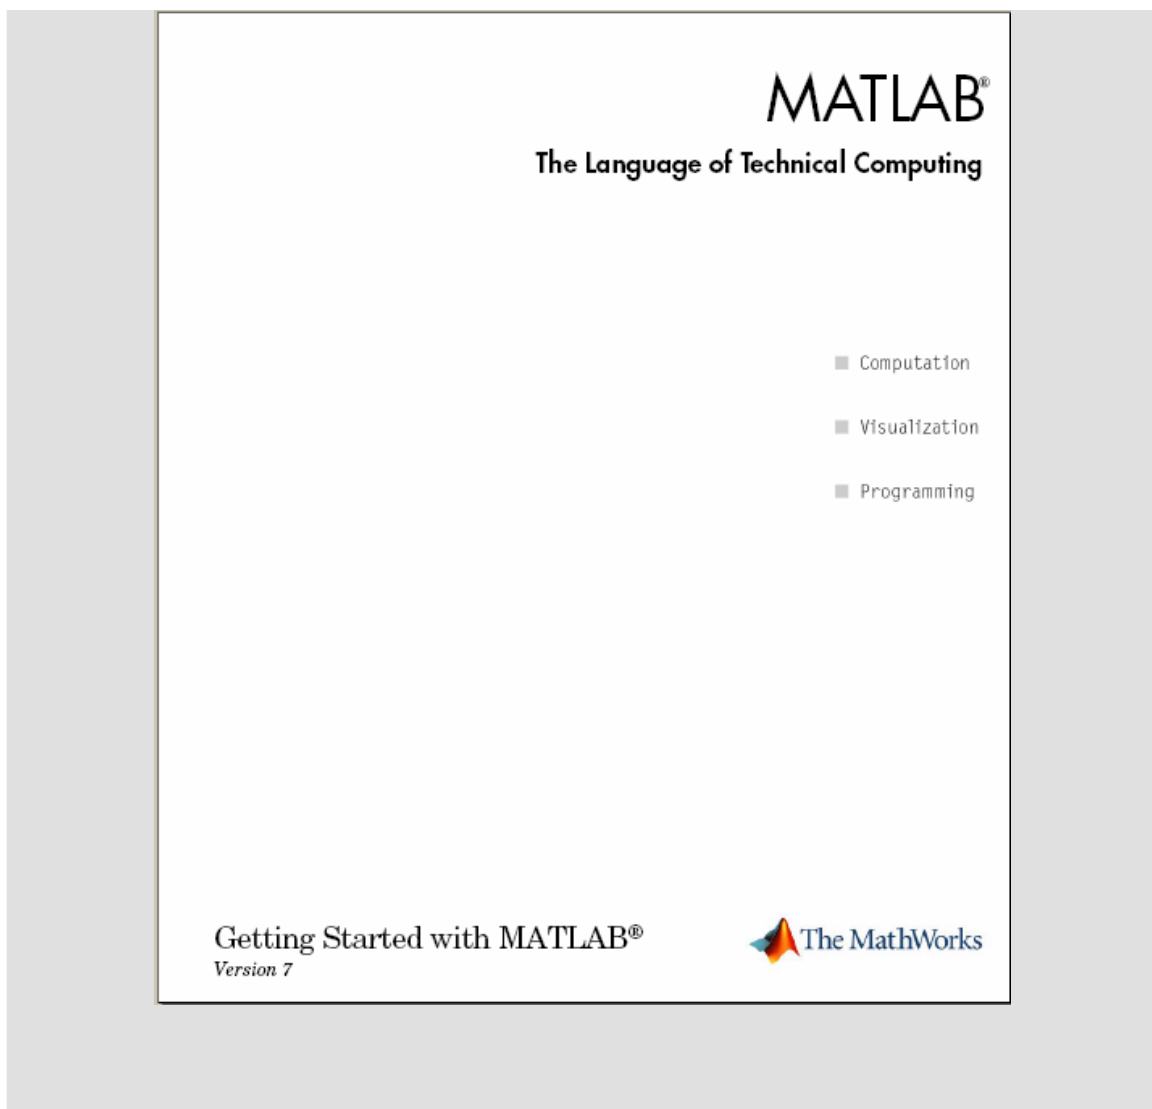 MATLAB®
The Language of Technical Computing
Computation
Visualization
Programming
Getting Started with MATLAB®
Version 7
The MathWorks